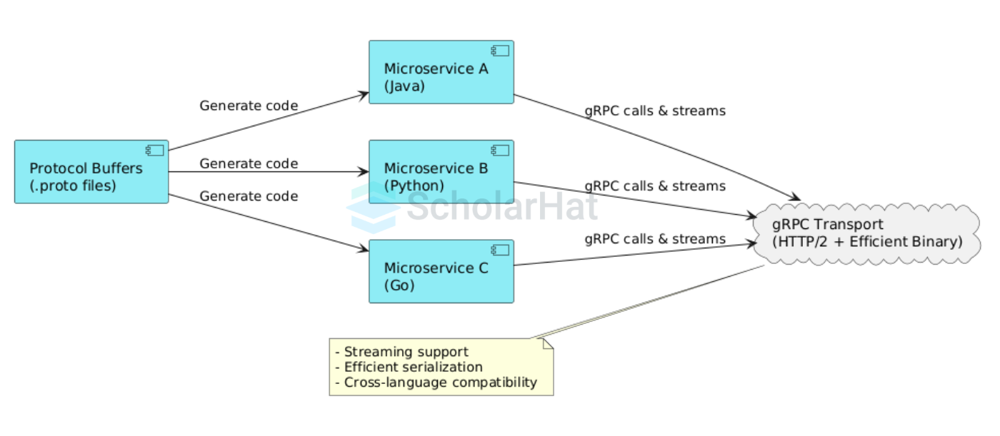 Microservice A
(Java)
Generate code
gRPC calls & streams
Protocol Buffers
(.proto files)
Generate code
Microservice B
(Python)
gRPC calls & streams
Generate code
ScholarHat
gRPC Transport
(HTTP/2 + Efficient Binary)
gRPC calls & streams
Microservice C
(Go)
- Streaming support
- Efficient serialization
- Cross-language compatibility